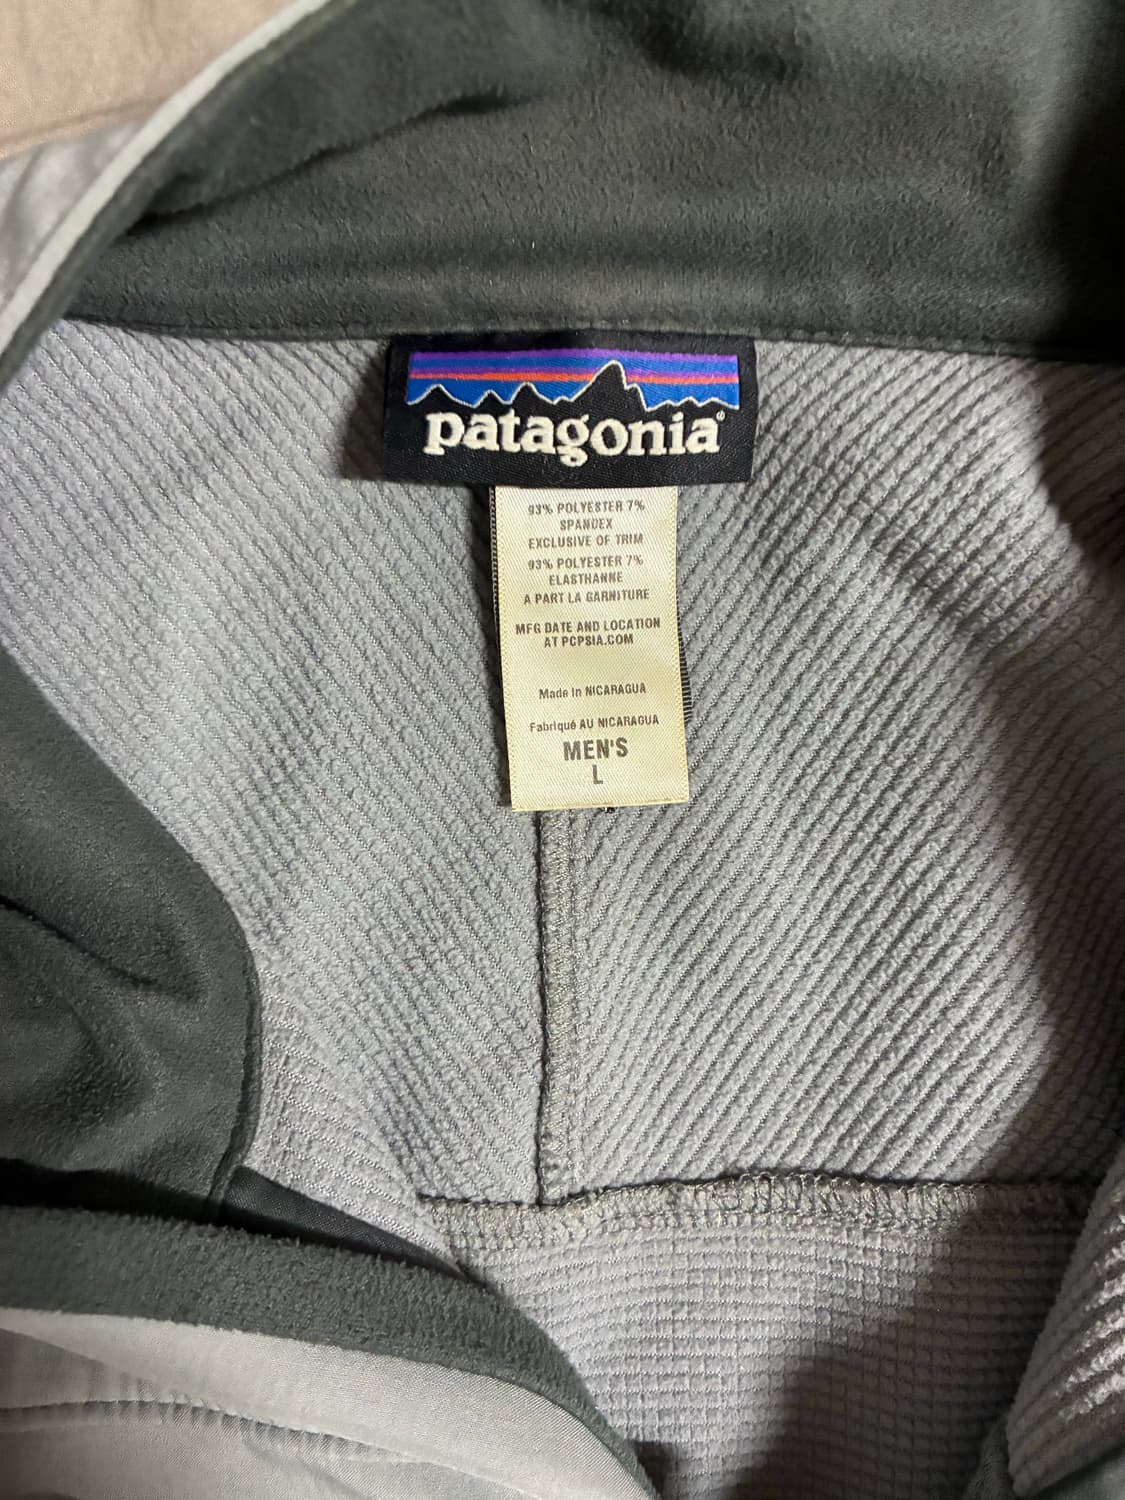 patagonia®
93% POLYESTER 7%
SPANDEX
EXCLUSIVE OF TRIM
93% POLYESTER 7%
ELASTHANNE
A PART LA GARNITURE
MFG DATE AND LOCATION
AT PCPSIA.COM
Made in NICARAGUA
Fabriqué AU NICARAGUA
MEN'S
L